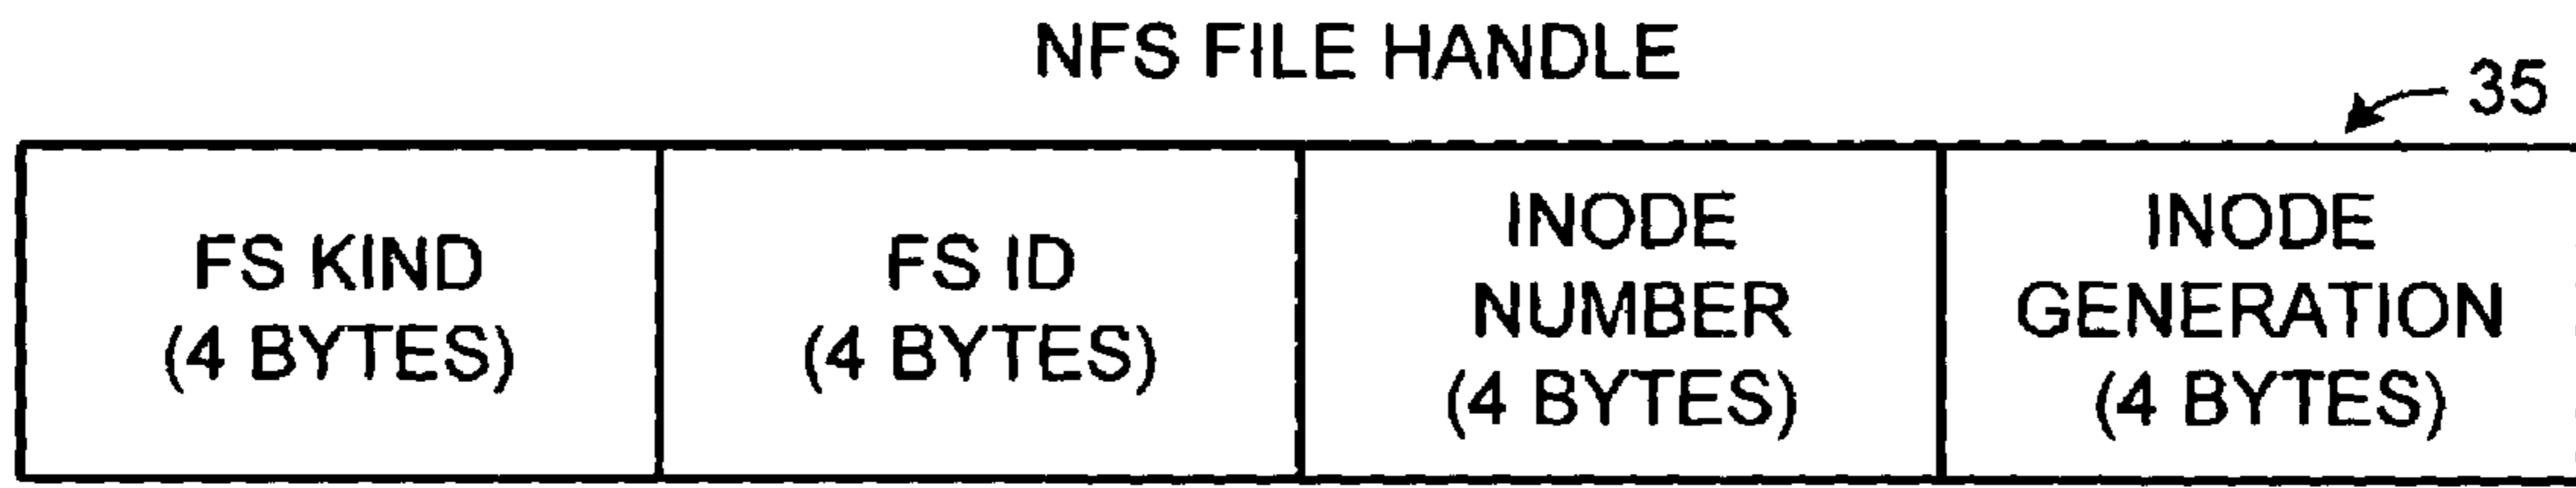 NFS FILE HANDLE
35
FS KIND
(4 BYTES)
FS ID
(4 BYTES)
INODE
NUMBER
(4 BYTES)
INODE
GENERATION
(4 BYTES)